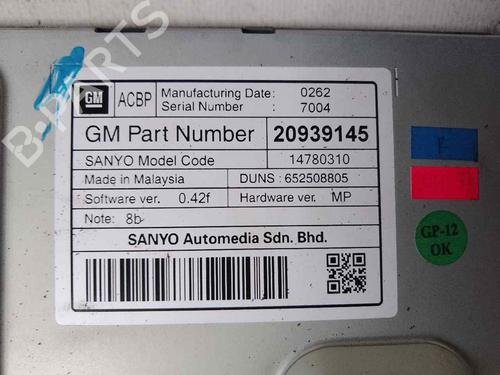 GM
ACBP
Manufacturing Date: 0262
Serial Number : 7004
GM Part Number 20939145
SANYO Model Code 14780310
Made in Malaysia DUNS : 652508805
Software ver. 0.42f Hardware ver. MP
Note: 8b
SANYO Automedia Sdn. Bhd.
GP-12
OK
B-PARTS